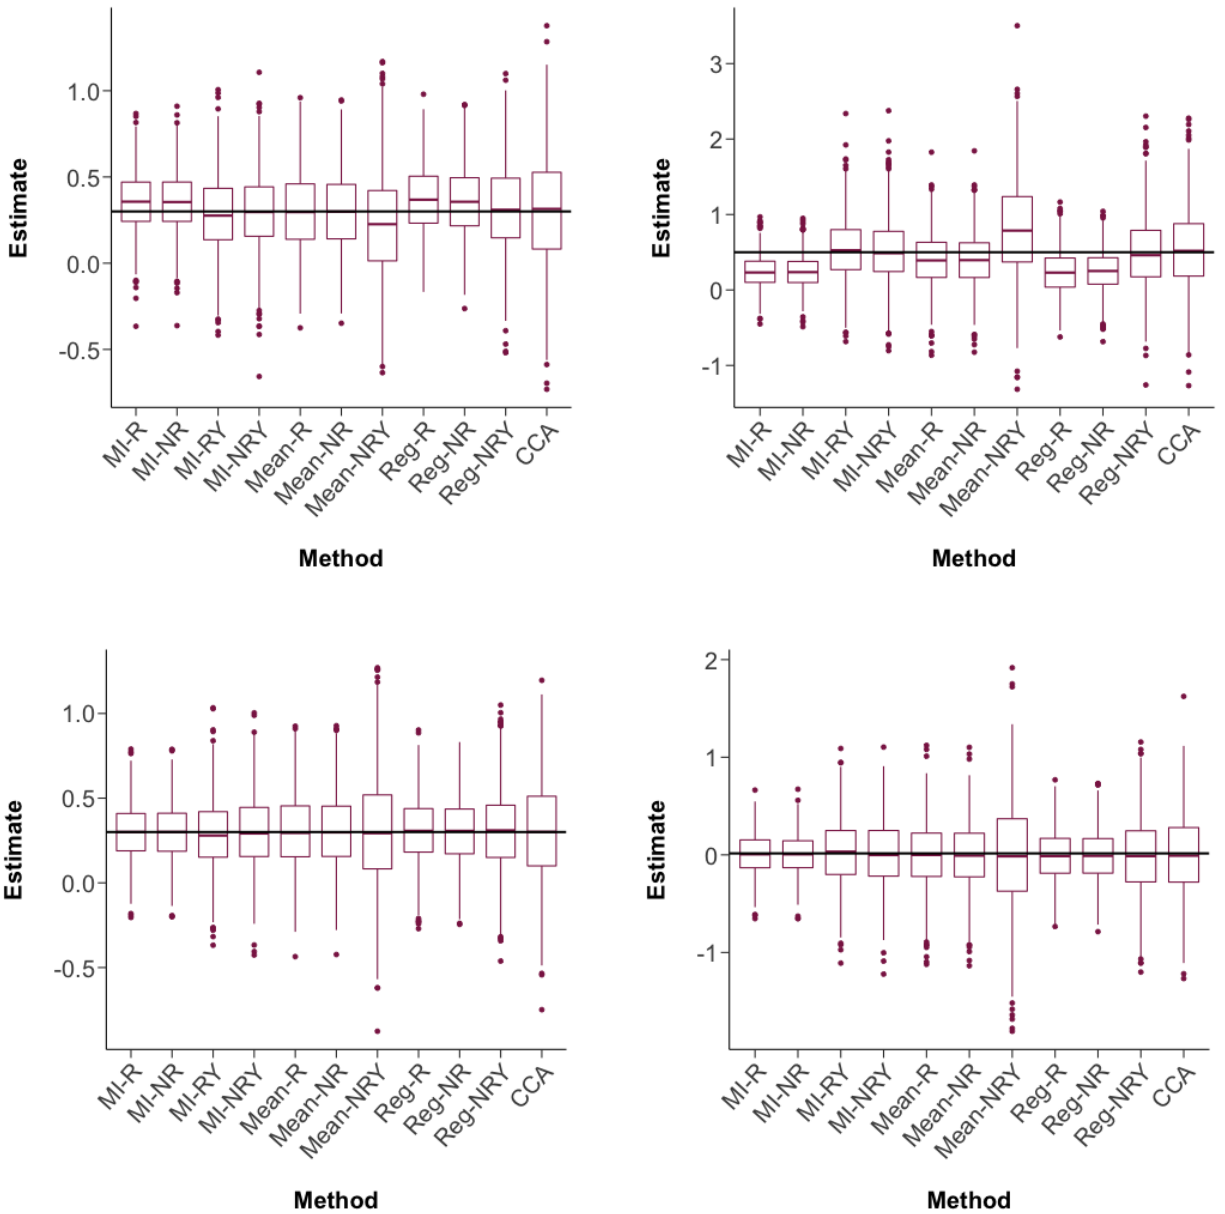 Estimate
1.0
0.5
0.0
-0.5
MI-R
MI-NR
MI-RY
MI-NRY
Mean-R
Mean-NR
Mean-NRY
Reg-R
Reg-NR
Reg-NRY
CCA
Method
Estimate
3
2
1
0
-1
MI-R
MI-NR
MI-RY
MI-NRY
Mean-R
Mean-NR
Mean-NRY
Reg-R
Reg-NR
Reg-NRY
CCA
Method
Estimate
1.0
0.5
0.0
-0.5
MI-R
MI-NR
MI-RY
MI-NRY
Mean-R
Mean-NR
Mean-NRY
Reg-R
Reg-NR
Reg-NRY
CCA
Method
Estimate
2
1
0
-1
MI-R
MI-NR
MI-RY
MI-NRY
Mean-R
Mean-NR
Mean-NRY
Reg-R
Reg-NR
Reg-NRY
CCA
Method